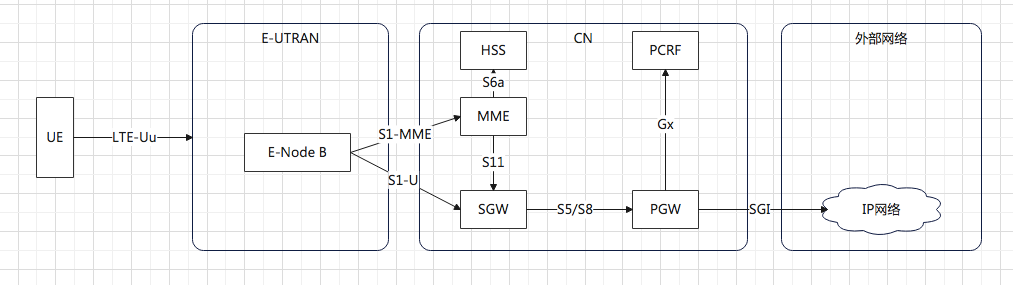 E-UTRAN
CN
外部网络
HSS
PCRF
S6a
UE
LTE-Uu
E-Node B
S1-MME
MME
Gx
S1-U
S11
SGW
S5/S8
PGW
SGI
IP网络